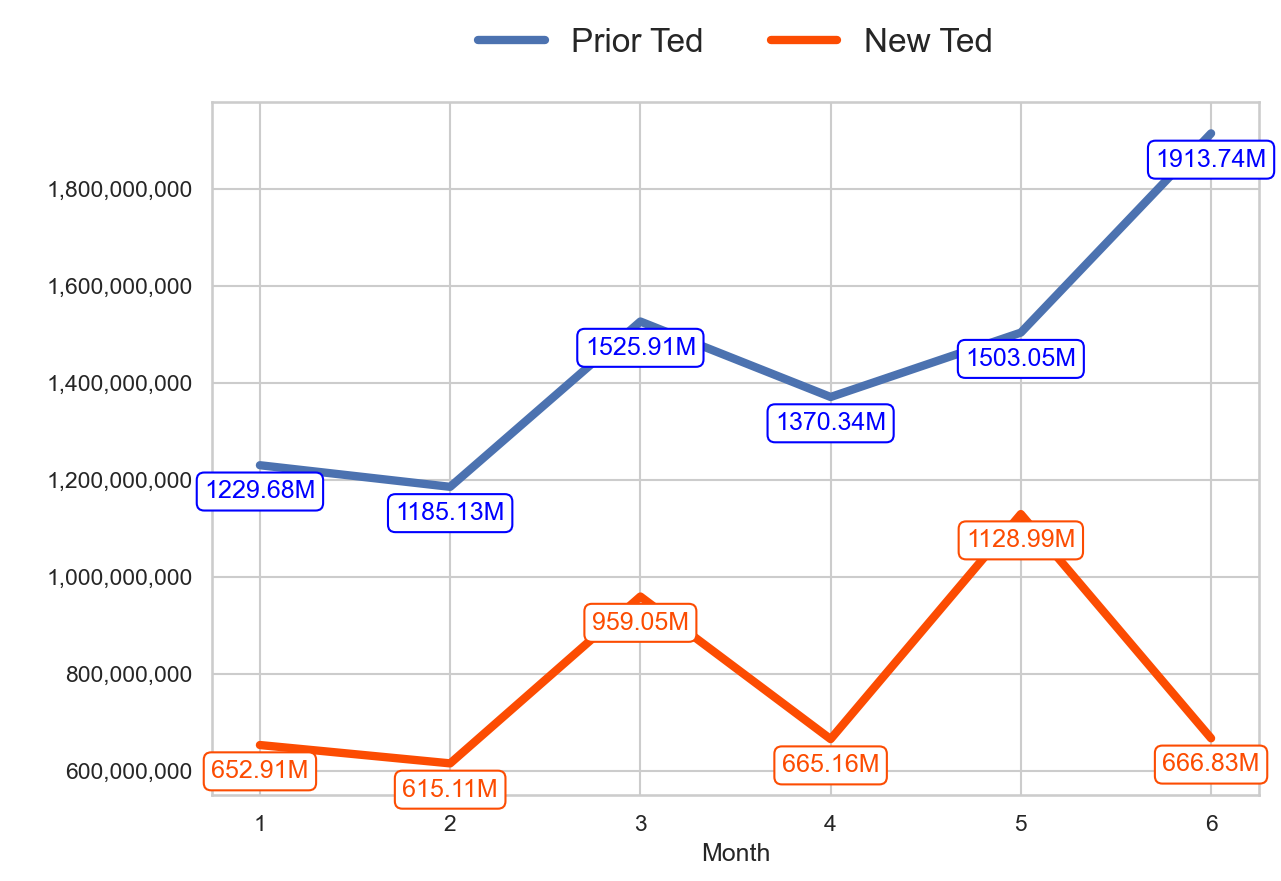 Prior Ted New Ted
1913.74M
1,800,000,000
1,600,000,000
1525.91M
1503.05M
1,400,000,000
1370.34M
1,200,000,000
1229.68M
1185.13M
1128.99M
1,000,000,000
959.05M
800,000,000
652.91M
665.16M
666.83M
600,000,000
615.11M
1 2 3 4 5 6
Month